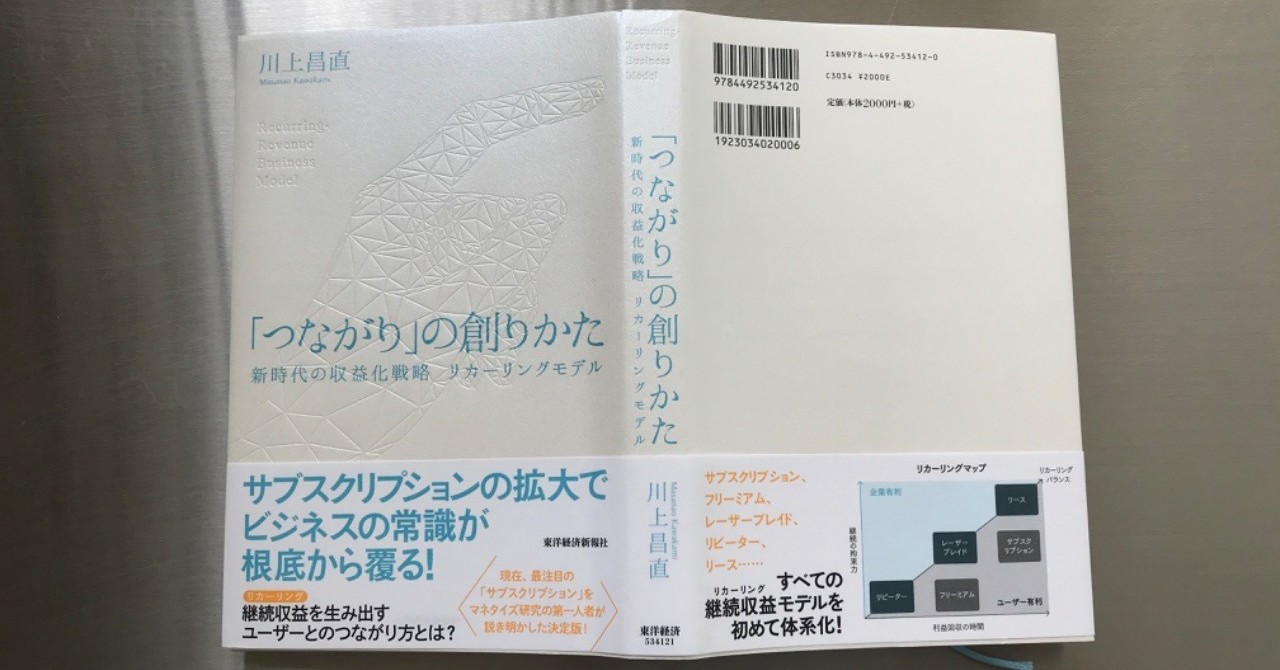 川上昌直
Masanao Kawakami
Recurring-
Revenue
Business
Model
「つながり」の創りかた
新時代の収益化戦略 リカーリングモデル
サブスクリプションの拡大で
ビジネスの常識が
根底から覆る!
東洋経済新報社
リカーリング
継続収益を生み出す
ユーザーとのつながり方とは?
現在、最注目の
「サブスクリプション」を
マネタイズ研究の第一人者が
説き明かした決定版!
Recurring-
Revenue
Business
Model
「つながり」の創りかた
新時代の収益化戦略 リカーリングモデル
川上昌直
Masanao Kawakami
東洋経済
534121
9784492534120
1923034020006
ISBN978-4-492-53412-0
C3034 ¥2000E
定価(本体2000円+税)
サブスクリプション、
フリーミアム、
レーザーブレイド、
リピーター、
リース……
リカーリング
すべての
継続収益モデルを
初めて体系化!
リカーリングマップ
リカーリング
バランス
企業有利
リース
レーザー
ブレイド
サブスク
リプション
リピーター
フリーミアム
ユーザー有利
継続の拘束力
利益回収の時間